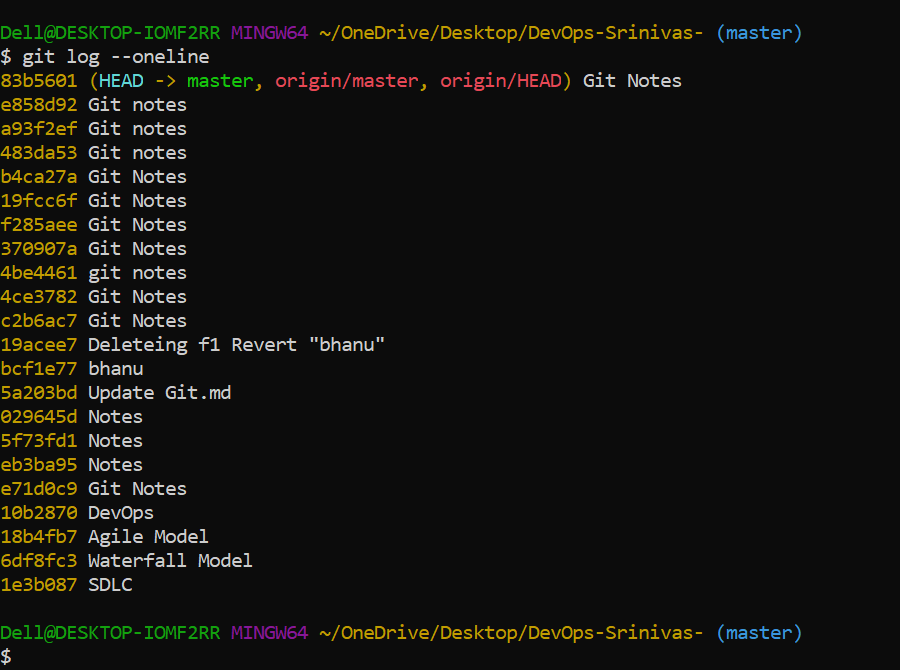 Dell@DESKTOP-IOMF2RR MINGW64 ~/OneDrive/Desktop/DevOps-Srinivas- (master)
$ git log --oneline
83b5601 (HEAD -> master, origin/master, origin/HEAD) Git Notes
e858d92 Git notes
a93f2ef Git notes
483da53 Git notes
b4ca27a Git Notes
19fcc6f Git Notes
f285aee Git Notes
370907a Git Notes
4be4461 git notes
4ce3782 Git Notes
c2b6ac7 Git Notes
19acee7 Deleteing f1 Revert "bhanu"
bcf1e77 bhanu
5a203bd Update Git.md
029645d Notes
5f73fd1 Notes
eb3ba95 Notes
e71d0c9 Git Notes
10b2870 DevOps
18b4fb7 Agile Model
6df8fc3 Waterfall Model
1e3b087 SDLC
Dell@DESKTOP-IOMF2RR MINGW64 ~/OneDrive/Desktop/DevOps-Srinivas- (master)
$